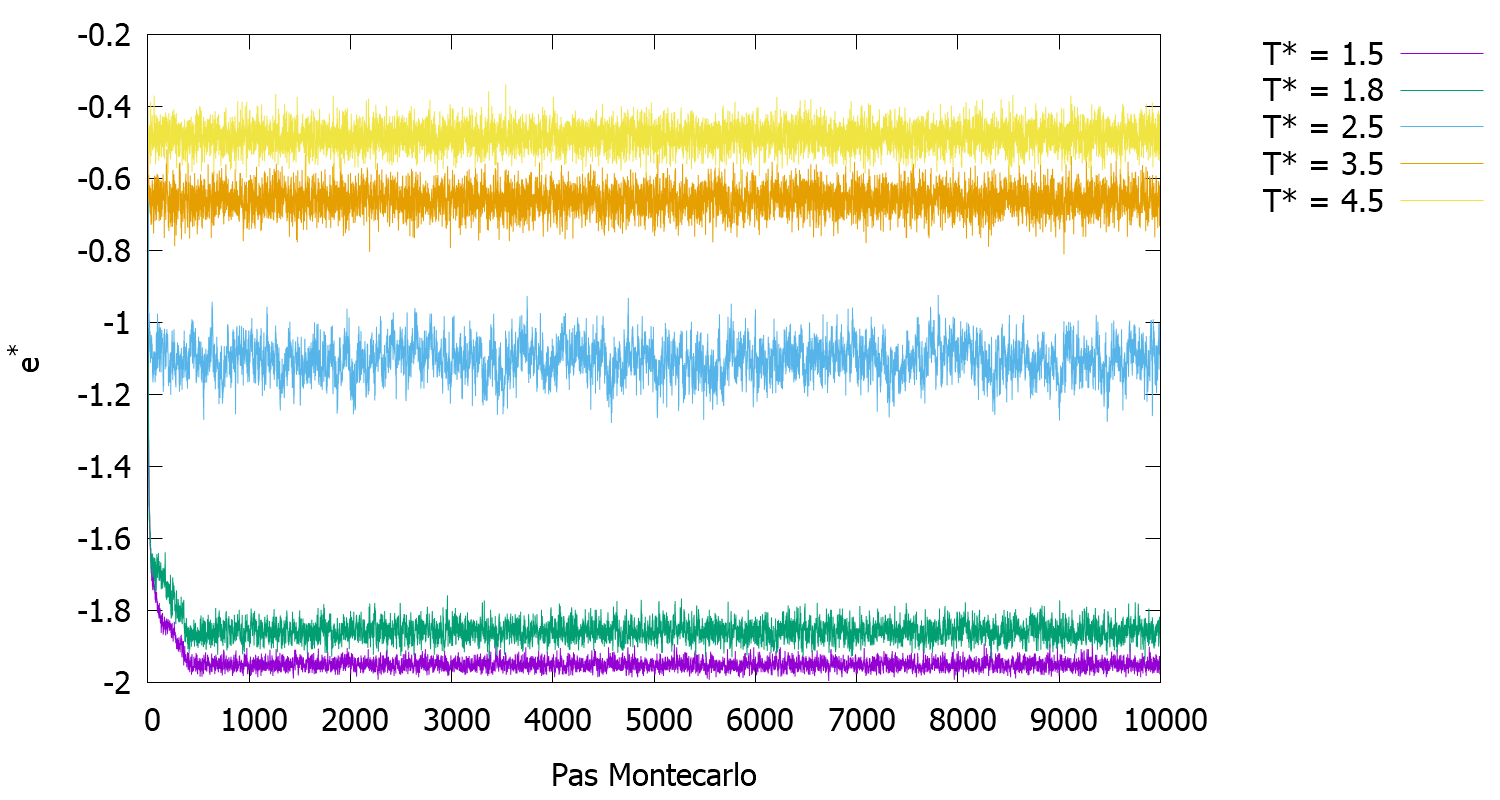 -0.2
-0.4
-0.6
-0.8
-1
-1.2
-1.4
-1.6
-1.8
-2
e*
0 1000 2000 3000 4000 5000 6000 7000 8000 9000 10000
Pas Montecarlo
T* = 1.5
T* = 1.8
T* = 2.5
T* = 3.5
T* = 4.5